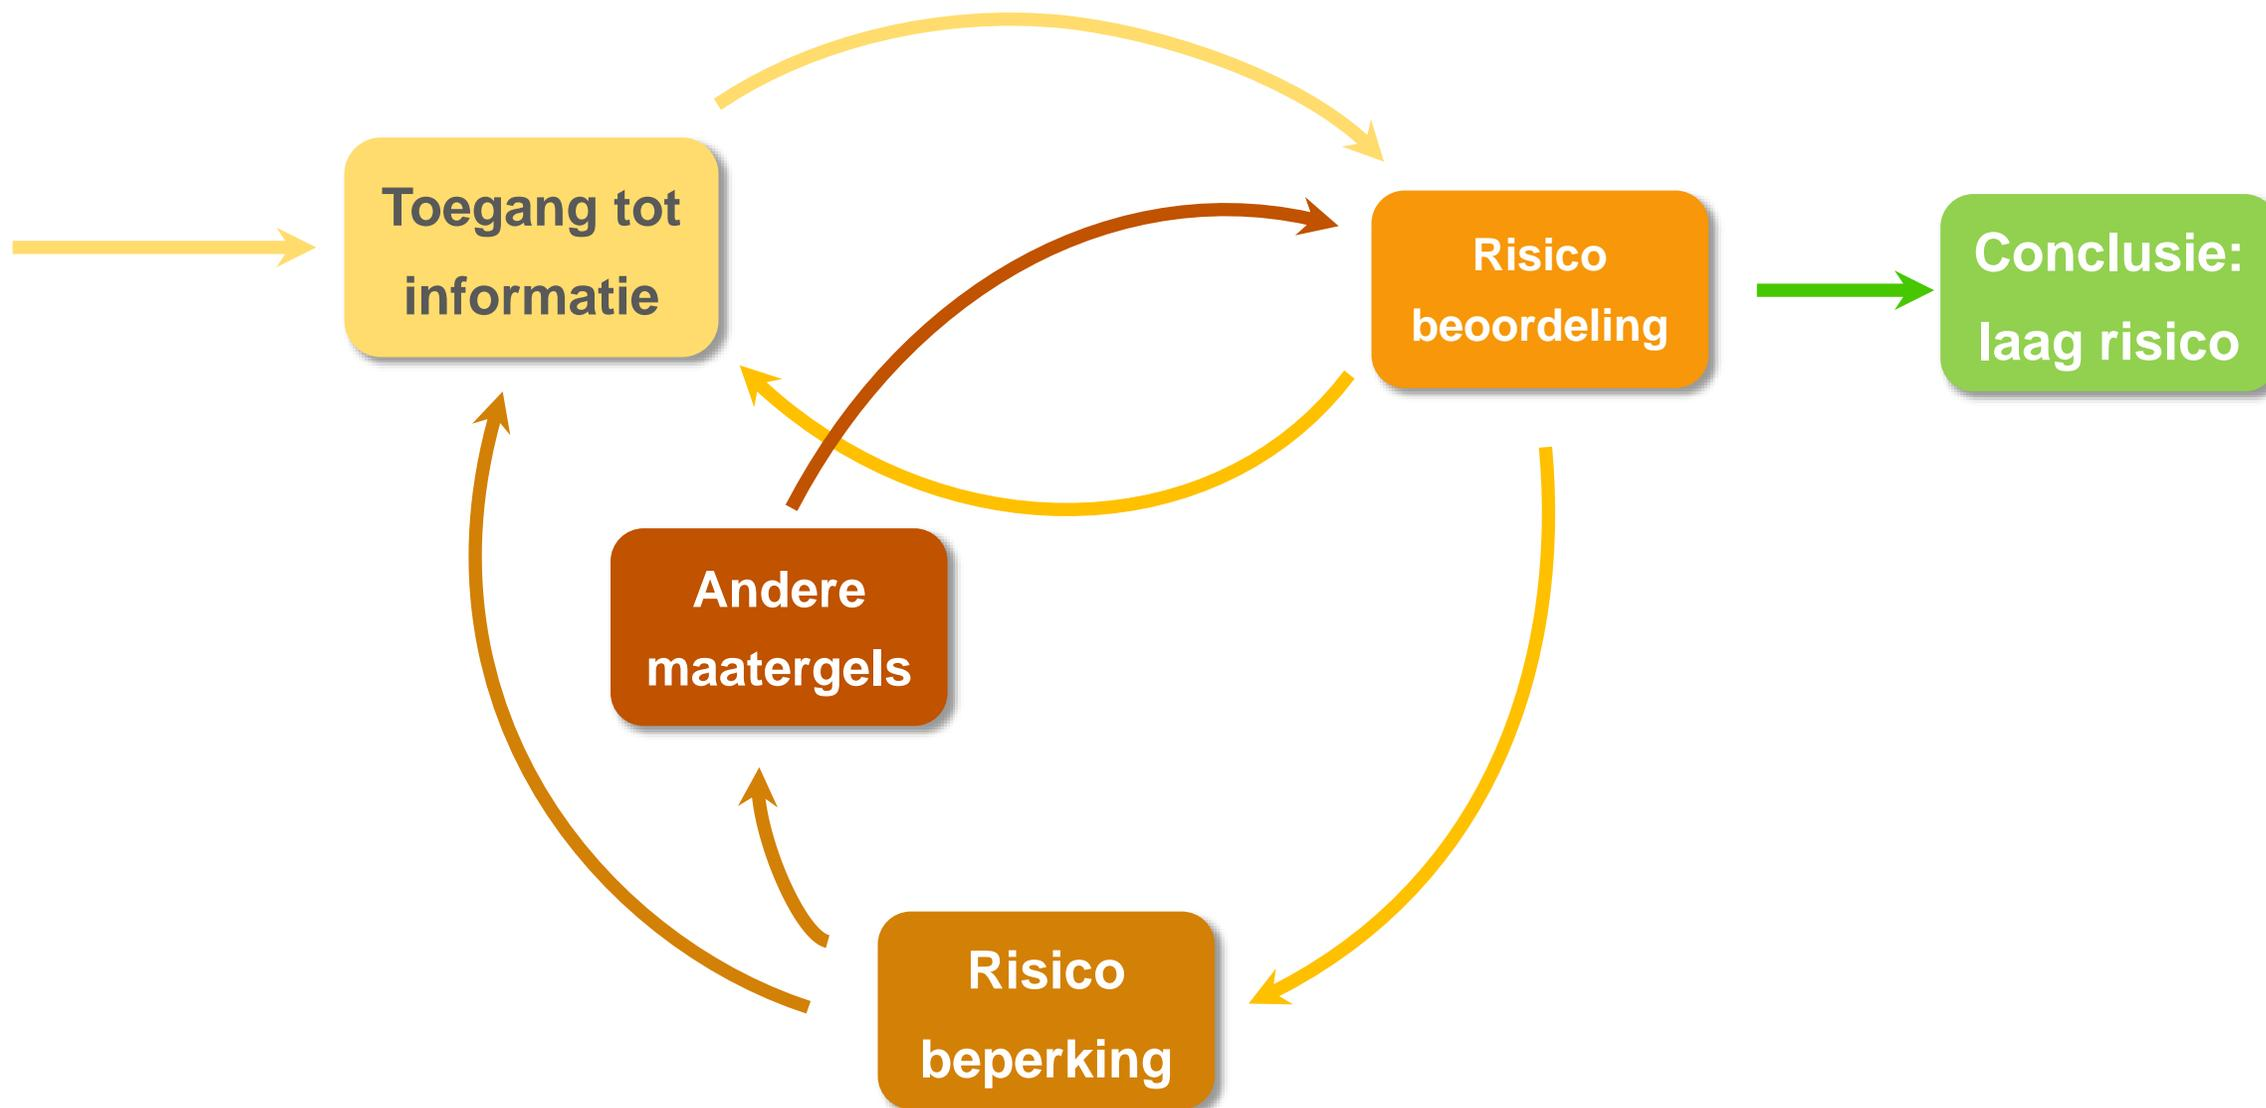 Toegang tot
informatie
Risico
beoordeling
Conclusie:
laag risico
Andere
maatergels
Risico
beperking